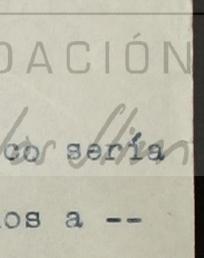 DACIÓN
co sería
os a --